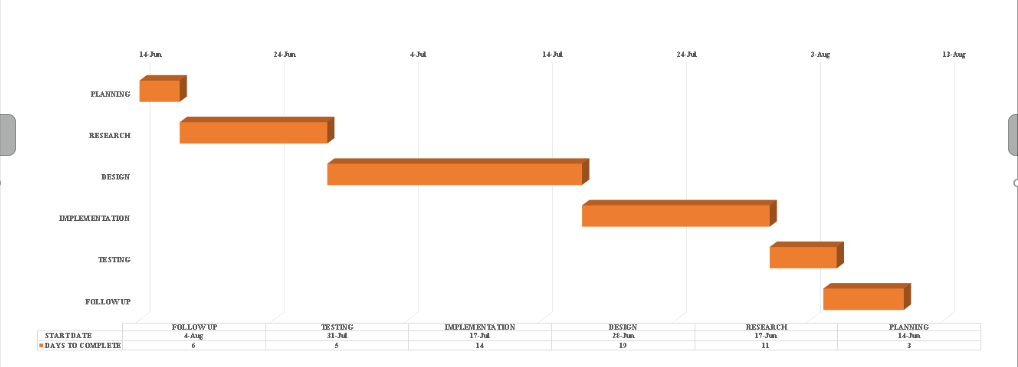 14-Jun 24-Jun 4-Jul 14-Jul 24-Jul 3-Aug 13-Aug
PLANNING
RESEARCH
DESIGN
IMPLEMENTATION
TESTING
FOLLOW UP
FOLLOW UP TESTING IMPLEMENTATION DESIGN RESEARCH PLANNING
START DATE 4-Aug 31-Jul 17-Jul 28-Jun 17-Jun 14-Jun
DAYS TO COMPLETE 6 5 14 19 11 3